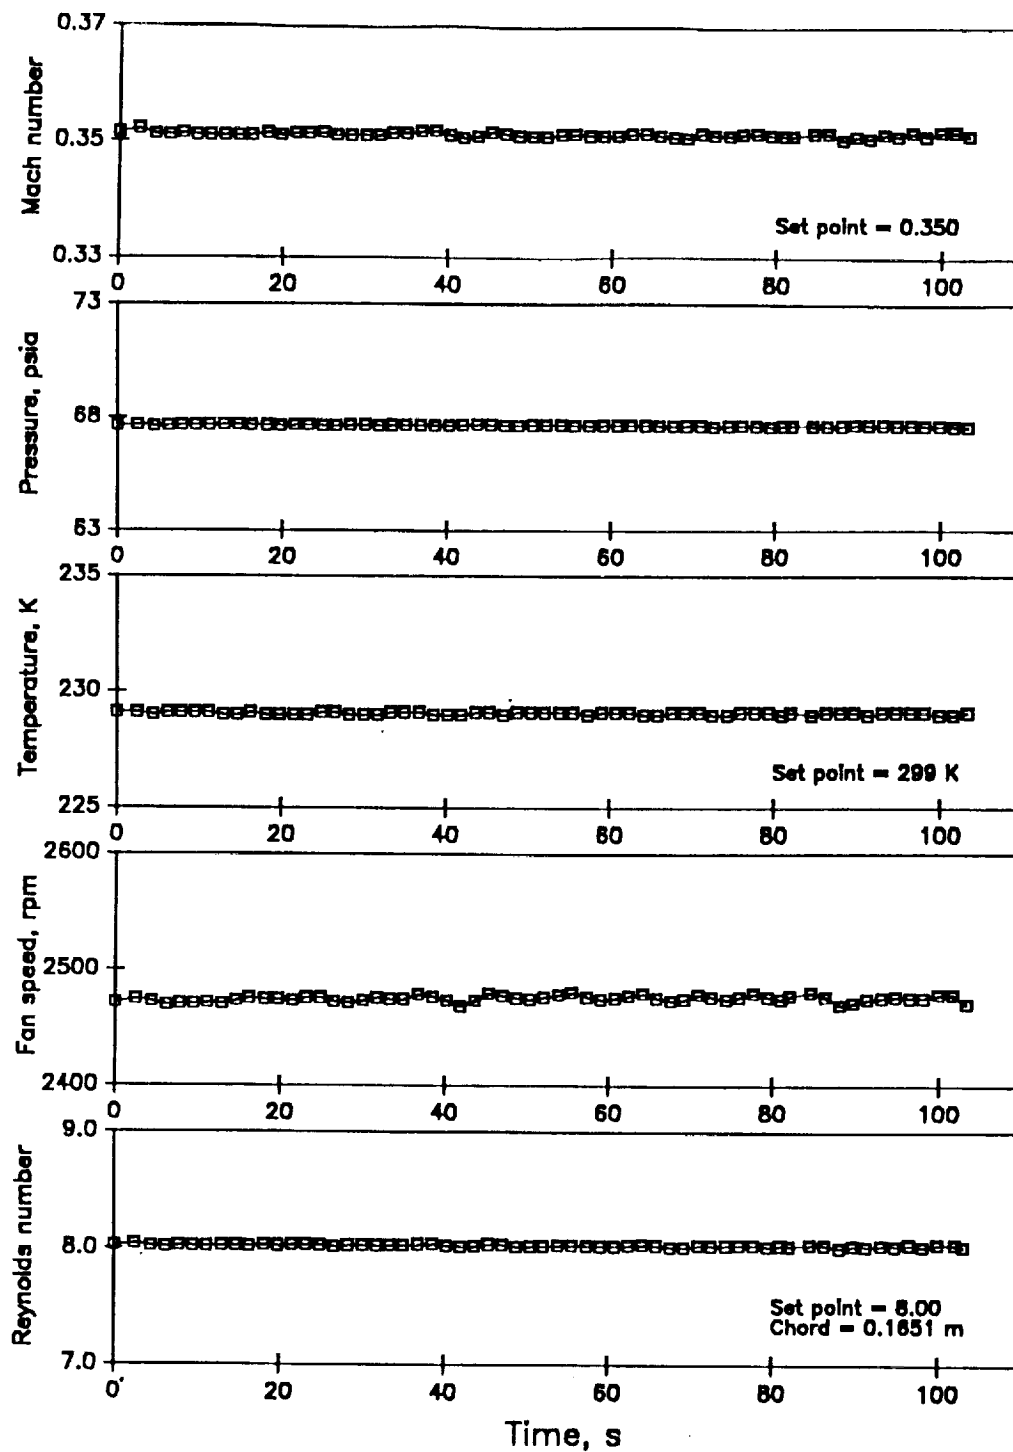 0.37
0.35
0.33
Mach number
Set point = 0.350
0 20 40 60 80 100
73
68
63
Pressure, psia
0 20 40 60 80 100
235
230
225
Temperature, K
Set point = 299 K
0 20 40 60 80 100
2600
2500
2400
Fan speed, rpm
0 20 40 60 80 100
9.0
8.0
7.0
Reynolds number
Set point = 8.00
Chord = 0.1651 m
0 20 40 60 80 100
Time, s